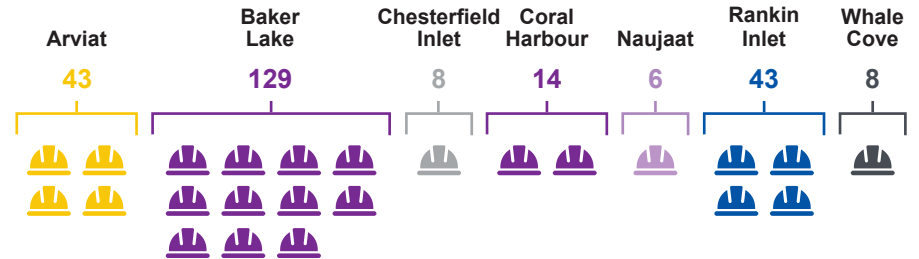 Arviat
43
Baker
Lake
129
Chesterfield
Inlet
8
Coral
Harbour
14
Naujaat
6
Rankin
Inlet
43
Whale
Cove
8